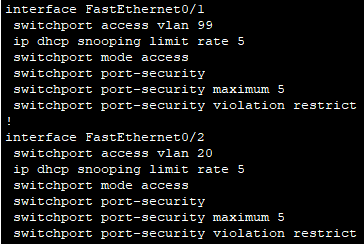 interface FastEthernet0/1
 switchport access vlan 99
 ip dhcp snooping limit rate 5
 switchport mode access
 switchport port-security
 switchport port-security maximum 5
 switchport port-security violation restrict
!
interface FastEthernet0/2
 switchport access vlan 20
 ip dhcp snooping limit rate 5
 switchport mode access
 switchport port-security
 switchport port-security maximum 5
 switchport port-security violation restrict